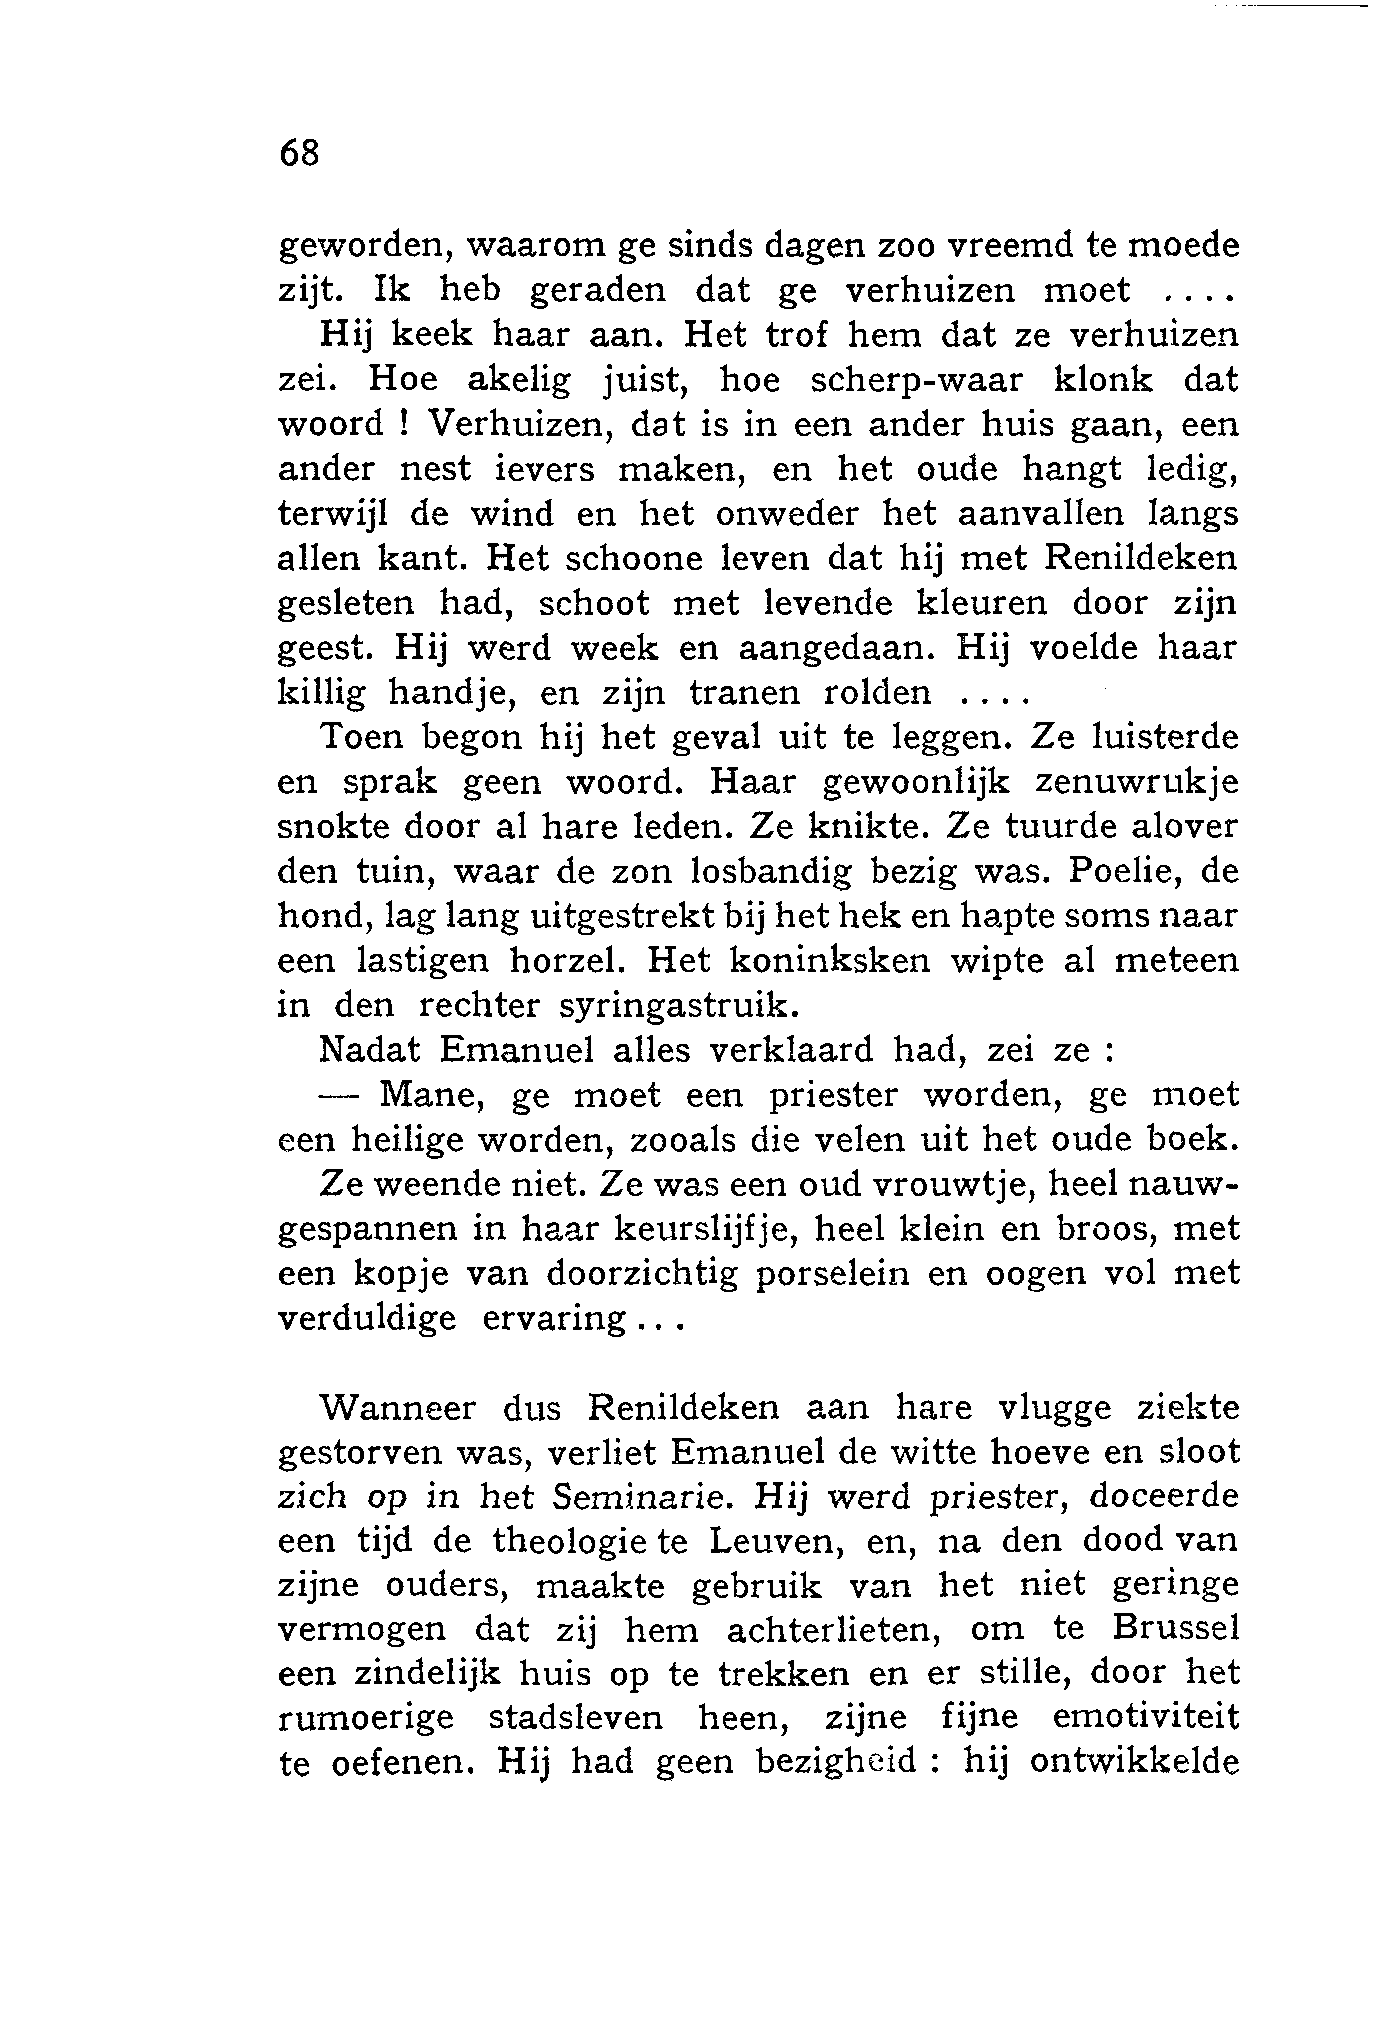 68
geworden, waarom ge sinds dagen zoo vreemd te moede
zijt. Ik heb geraden dat ge verhuizen moet ....
Hij keek haar aan. Het trof hem dat ze verhuizen
zei. Hoe akelig juist, hoe scherp-waar klonk dat
woord ! Verhuizen, dat is in een ander huis gaan, een
ander nest ievers maken, en het oude hangt ledig,
terwijl de wind en het onweder het aanvallen langs
allen kant. Het schoone leven dat hij met Renildeken
gesleten had, schoot met levende kleuren door zijn
geest. Hij werd week en aangedaan. Hij voelde haar
killig handje, en zijn tranen rolden ....
Toen begon hij het geval uit te leggen. Ze luisterde
en sprak geen woord. Haar gewoonlijk zenuwrukje
snokte door al hare leden. Ze knikte. Ze tuurde alover
den tuin, waar de zon losbandig bezig was. Poelie, de
hond, lag lang uitgestrekt bij het hek en hapte soms naar
een lastigen horzel. Het koninksken wipte al meteen
in den rechter syringastruik.
Nadat Emanuel alles verklaard had, zei ze :
— Mane, ge moet een priester worden, ge moet
een heilige worden, zooals die velen uit het oude boek.
Ze weende niet. Ze was een oud vrouwtje, heel nauw-
gespannen in haar keurslijfje, heel klein en broos, met
een kopje van doorzichtig porselein en oogen vol met
verduldige ervaring...
Wanneer dus Renildeken aan hare vlugge ziekte
gestorven was, verliet Emanuel de witte hoeve en sloot
zich op in het Seminarie. Hij werd priester, doceerde
een tijd de theologie te Leuven, en, na den dood van
zijne ouders, maakte gebruik van het niet geringe
vermogen dat zij hem achterlieten, om te Brussel
een zindelijk huis op te trekken en er stille, door het
rumoerige stadsleven heen, zijne fijne emotiviteit
te oefenen. Hij had geen bezigheid : hij ontwikkelde